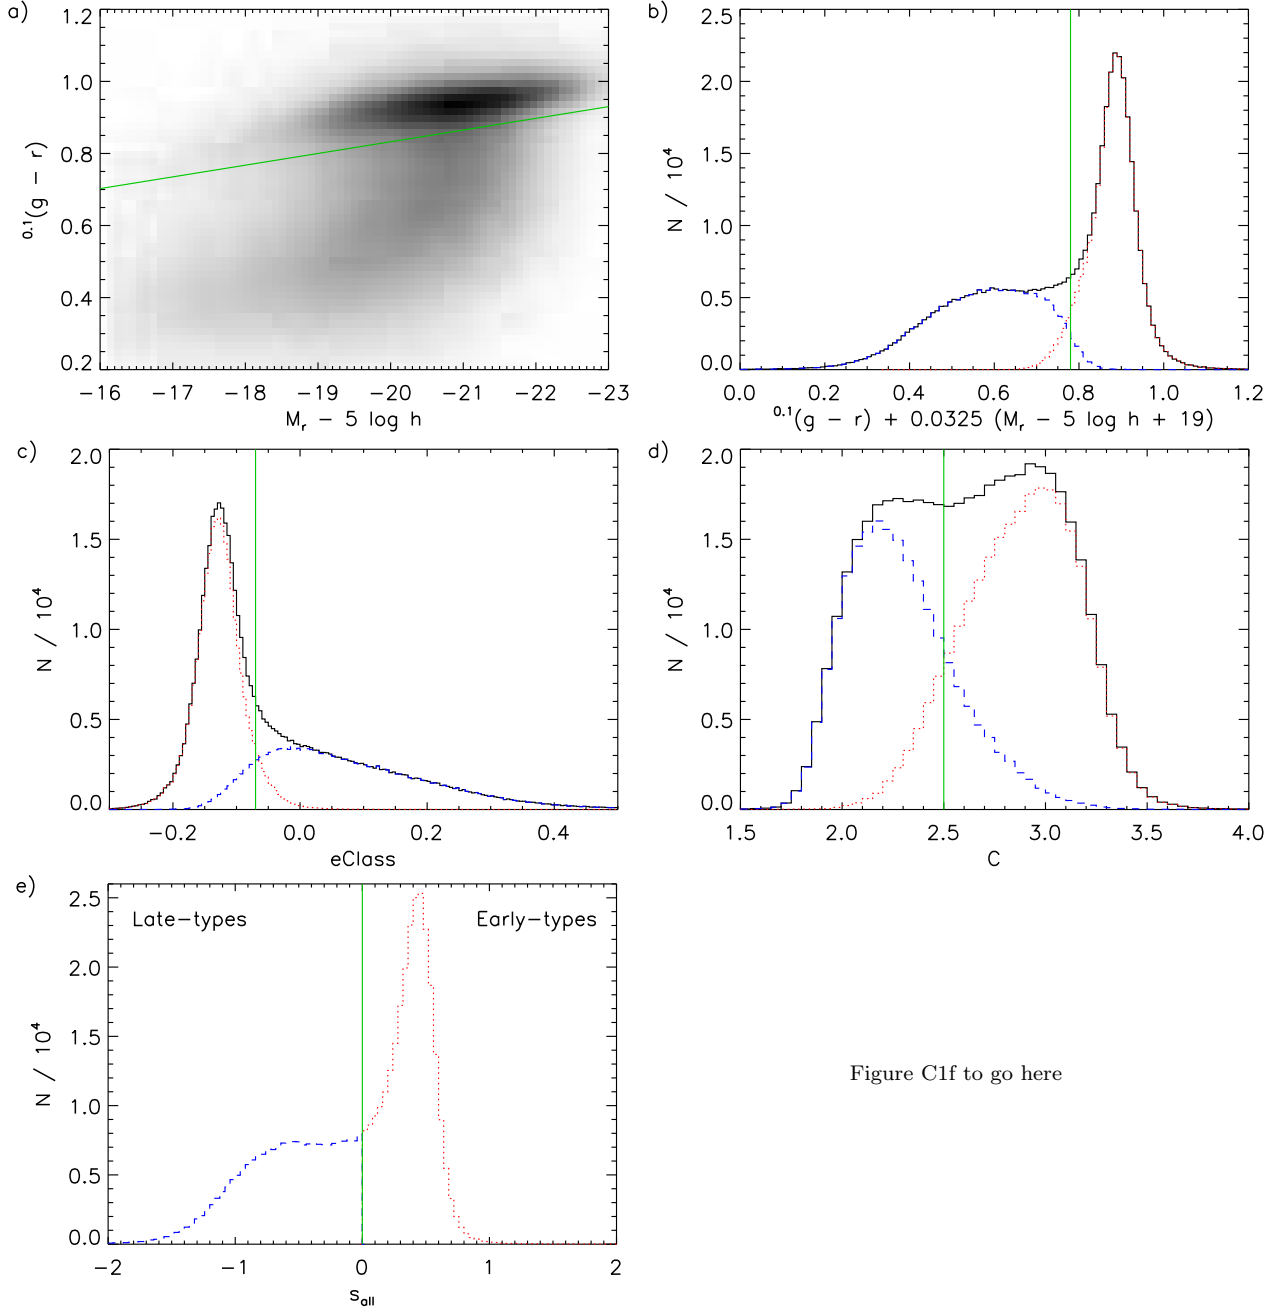 a)
1.2
1.0
0.8
0.6
0.4
0.2
0.1(g − r)
−16 −17 −18 −19 −20 −21 −22 −23
Mr − 5 log h
b)
2.5
2.0
1.5
1.0
0.5
0.0
N / 10^4
0.0 0.2 0.4 0.6 0.8 1.0 1.2
0.1(g − r) + 0.0325 (Mr − 5 log h + 19)
c)
2.0
1.5
1.0
0.5
0.0
N / 10^4
−0.2 0.0 0.2 0.4
eClass
d)
2.0
1.5
1.0
0.5
0.0
N / 10^4
1.5 2.0 2.5 3.0 3.5 4.0
C
e)
Late−types Early−types
2.5
2.0
1.5
1.0
0.5
0.0
N / 10^4
−2 −1 0 1 2
sall
Figure C1f to go here